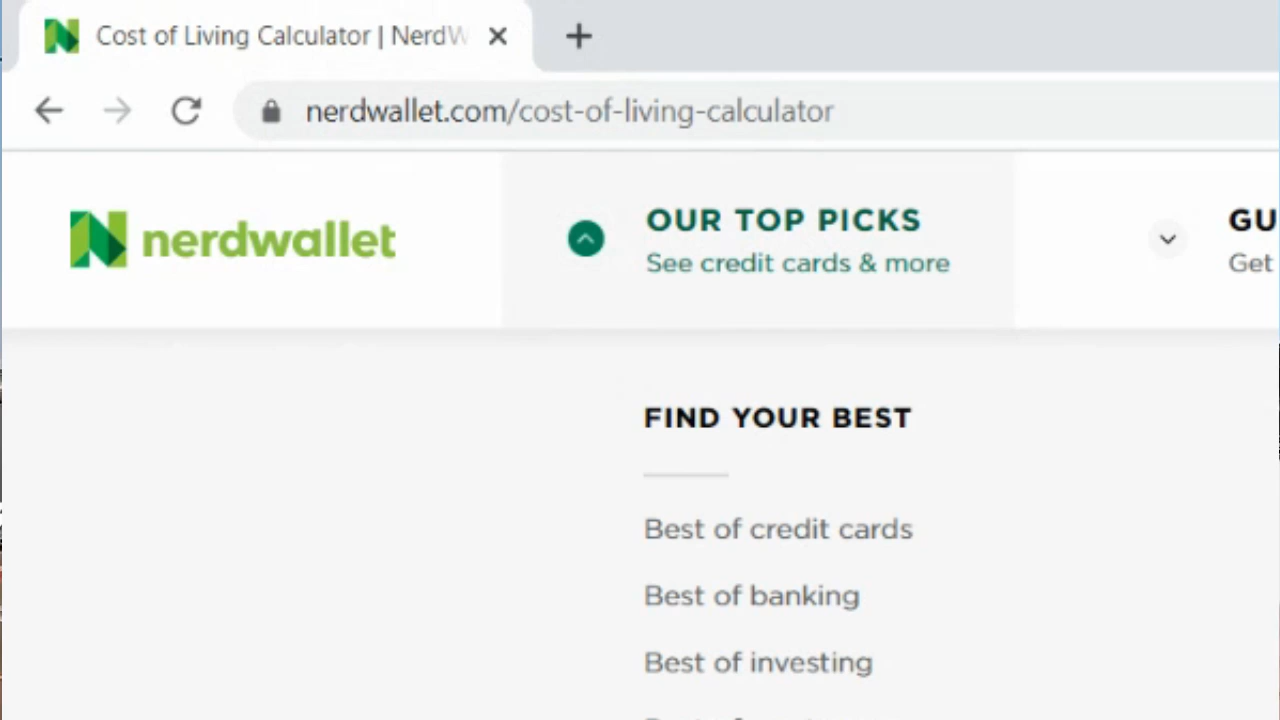 Cost of Living Calculator | NerdW
nerdwallet.com/cost-of-living-calculator
nerdwallet
OUR TOP PICKS
See credit cards & more
GU
Get
FIND YOUR BEST
Best of credit cards
Best of banking
Best of investing